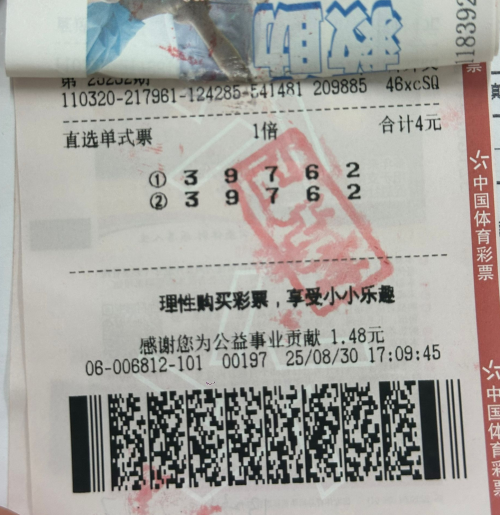 救助
118392
110320-217961-124285-541481 209885 46xcSQ
直选单式票 1倍 合计4元
① 3 9 7 6 2
② 3 9 7 6 2
理性购买彩票，享受小小乐趣
感谢您为公益事业贡献 1.48元
06-006812-101 00197 25/08/30 17:09:45
票
中国体育彩票
中国体育彩票